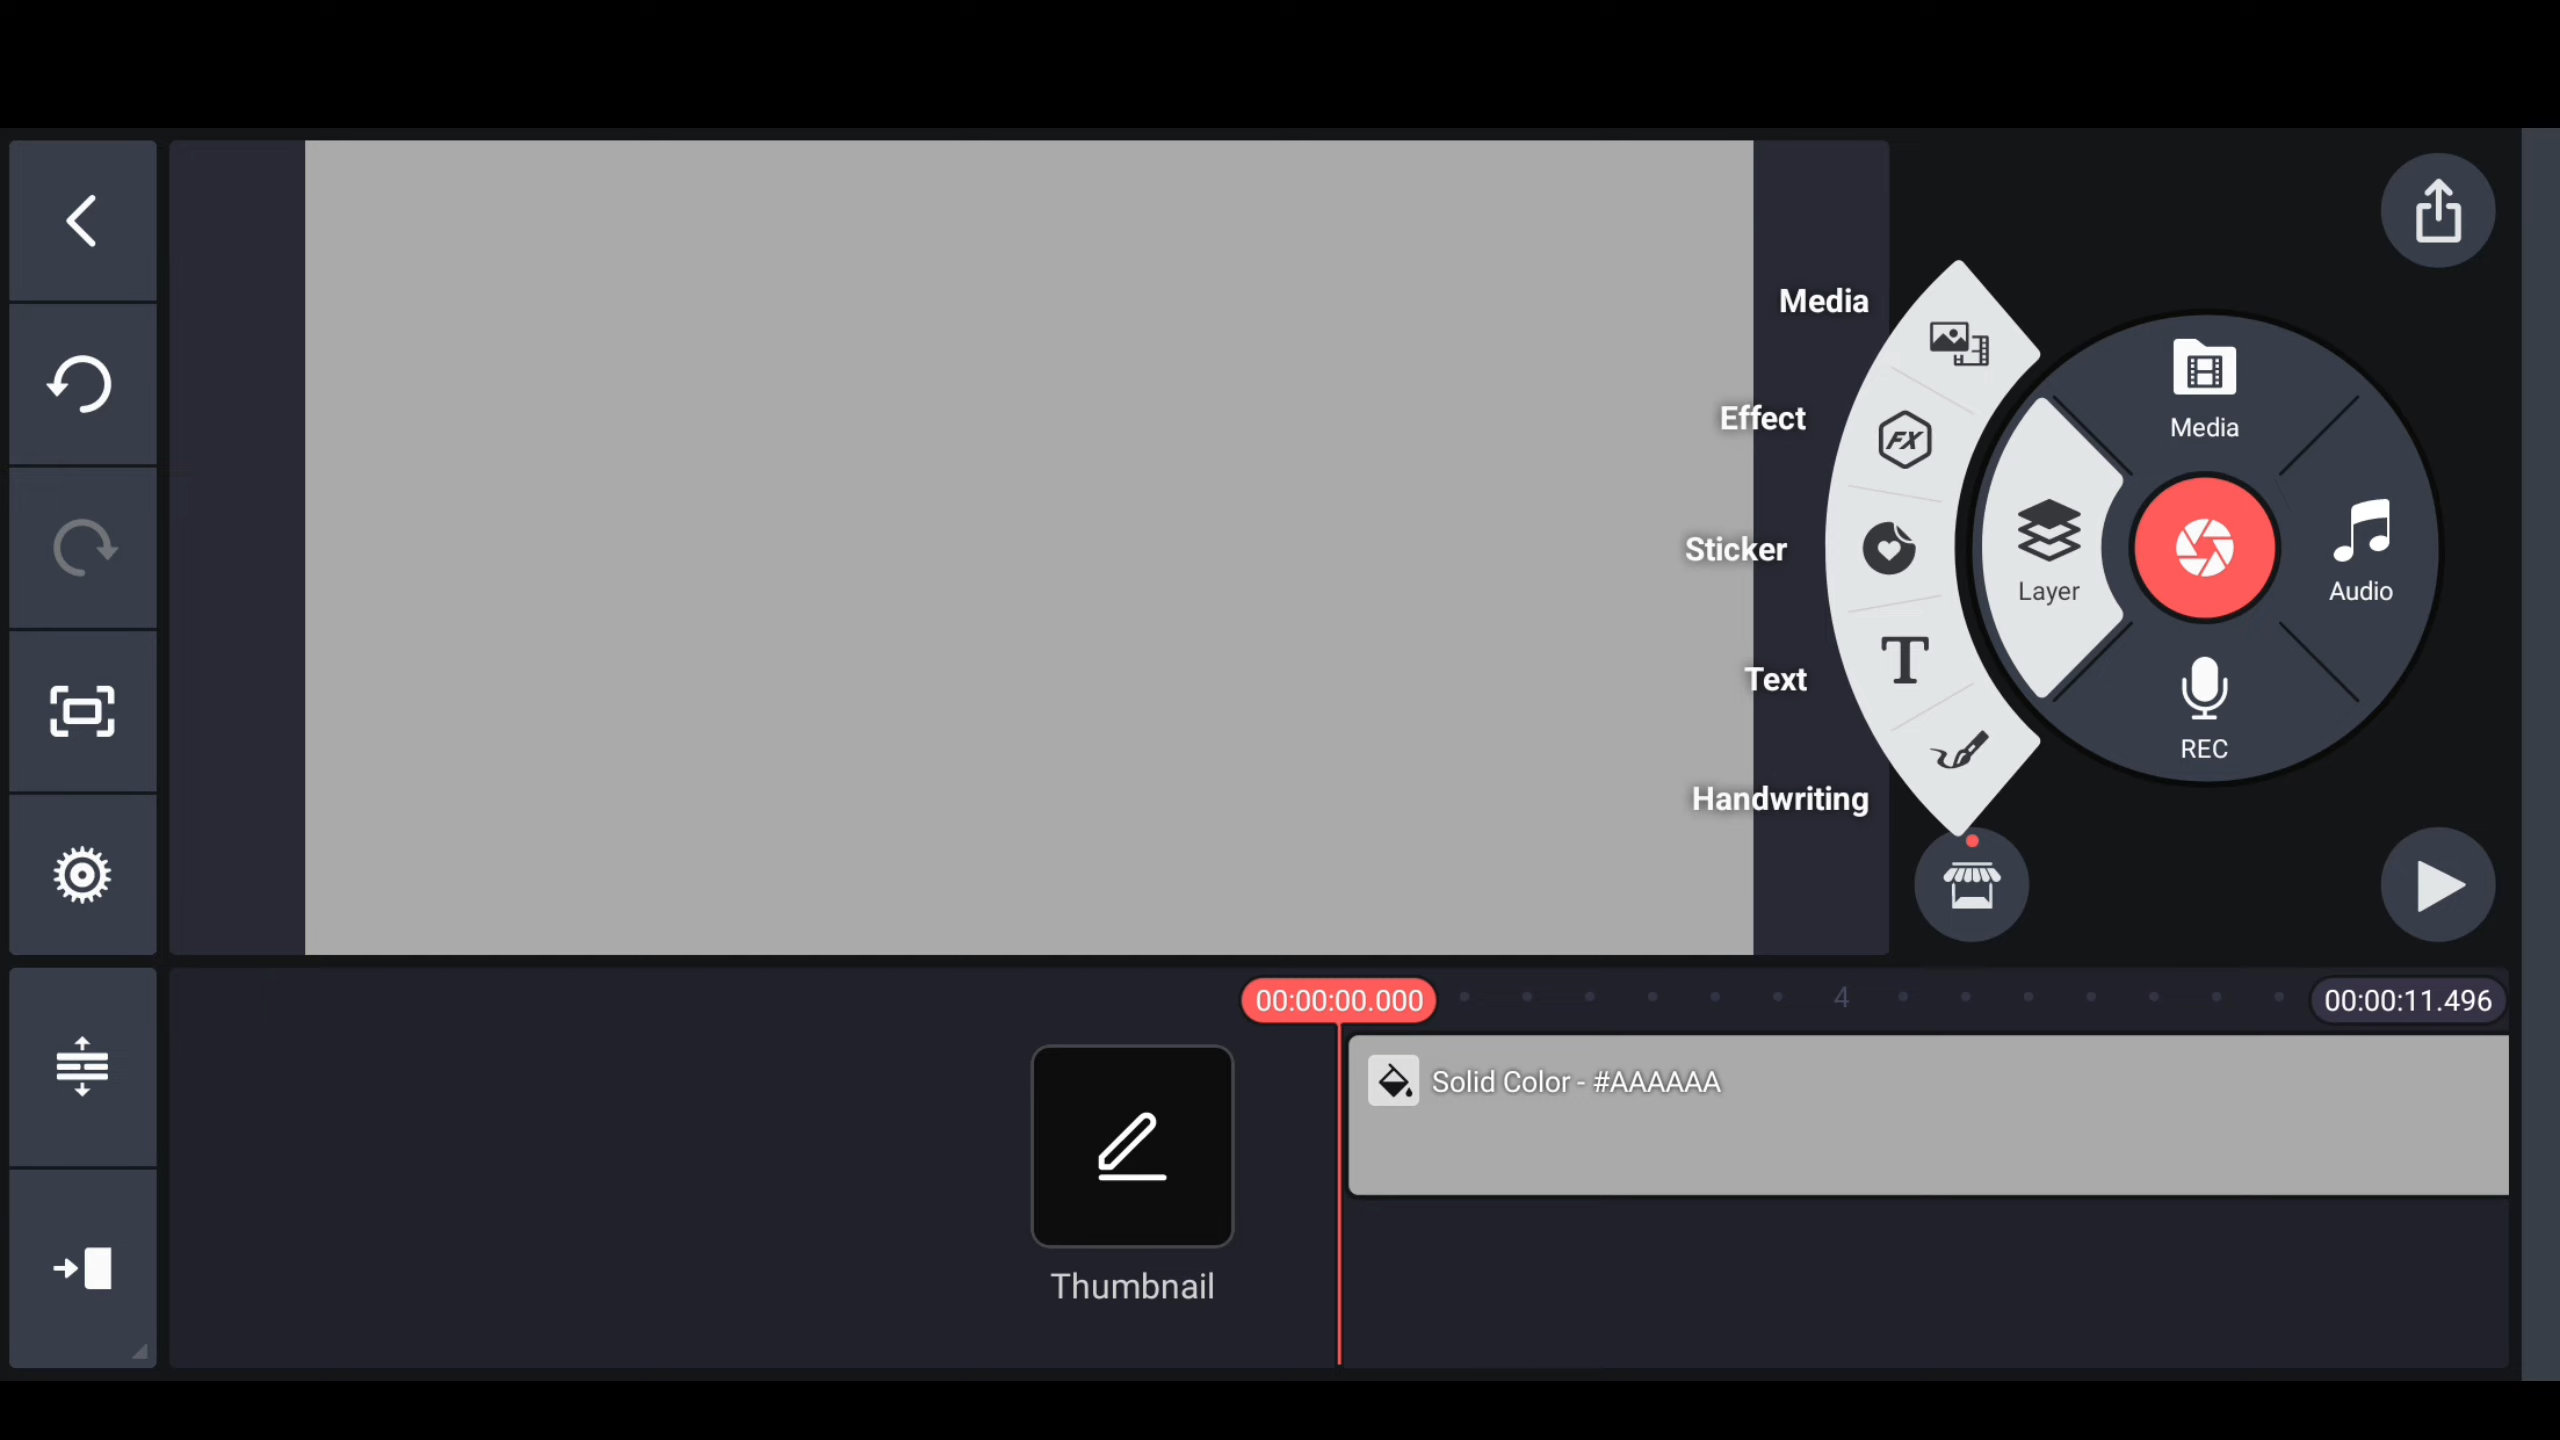 Media
Effect
Sticker
Text
Handwriting
FX
T
Media
Layer
Audio
REC
00:00:00.000
4
00:00:11.496
Solid Color - #AAAAAA
Thumbnail